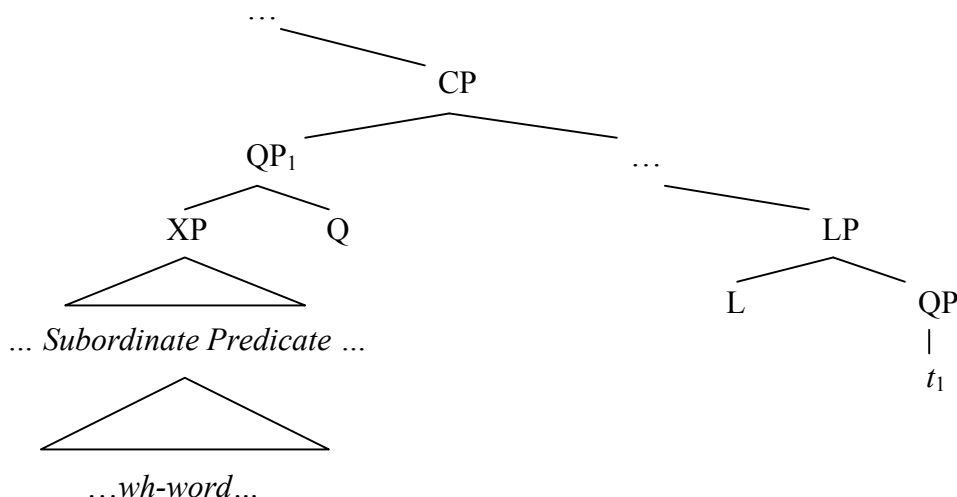 …
CP
QP₁ …
XP Q LP
L QP
… Subordinate Predicate …
t₁
…wh-word…